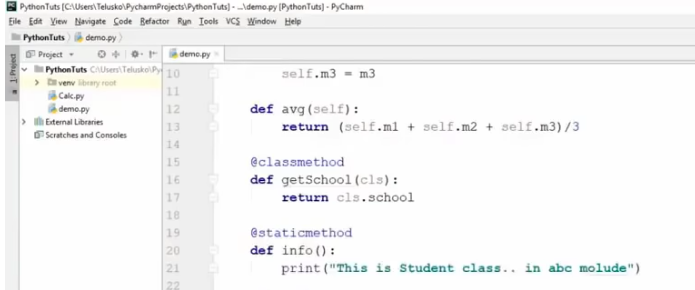 PythonTuts [C:\Users\Telusko\PycharmProjects\PythonTuts] - ...\demo.py [PythonTuts] - PyCharm
File Edit View Navigate Code Refactor Run Tools VCS Window Help
PythonTuts demo.py
1: Project
Project
demo.py
PythonTuts C:\Users\Telusko\Py
venv library root
Calc.py
demo.py
External Libraries
Scratches and Consoles
10 self.m3 = m3
11
12 def avg(self):
13 return (self.m1 + self.m2 + self.m3)/3
14
15 @classmethod
16 def getSchool(cls):
17 return cls.school
18
19 @staticmethod
20 def info():
21 print("This is Student class.. in abc molude")
22